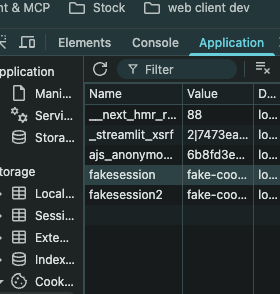 nt & MCP Stock web client dev
Elements Console Application
Application
Filter
Mani...
Servi...
Stora...
Storage
Local...
Sessi...
Exte...
Index...
Cook...
Name Value D...
__next_hmr_r... 88 lo...
_streamlit_xsrf 2|7473ea... lo...
ajs_anonymo... 6b8fd3e... lo...
fakesession fake-coo... lo...
fakesession2 fake-coo... lo...